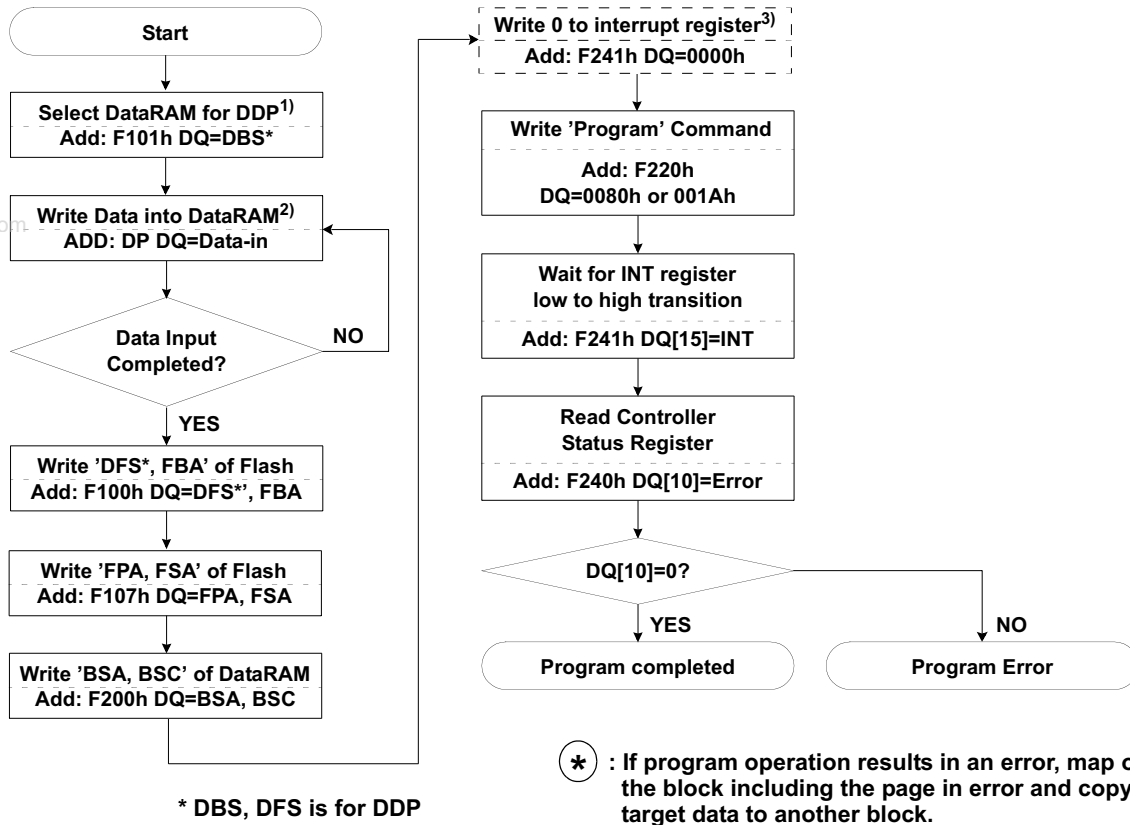 Start
Select DataRAM for DDP1)
Add: F101h DQ=DBS*
Write Data into DataRAM2)
ADD: DP DQ=Data-in
om
Data Input
Completed?
NO
YES
Write 'DFS*, FBA' of Flash
Add: F100h DQ=DFS*', FBA
Write 'FPA, FSA' of Flash
Add: F107h DQ=FPA, FSA
Write 'BSA, BSC' of DataRAM
Add: F200h DQ=BSA, BSC
* DBS, DFS is for DDP
Write 0 to interrupt register3)
Add: F241h DQ=0000h
Write 'Program' Command
Add: F220h
DQ=0080h or 001Ah
Wait for INT register
low to high transition
Add: F241h DQ[15]=INT
Read Controller
Status Register
Add: F240h DQ[10]=Error
DQ[10]=0?
YES
NO
Program completed
Program Error
* : If program operation results in an error, map o
the block including the page in error and copy
target data to another block.